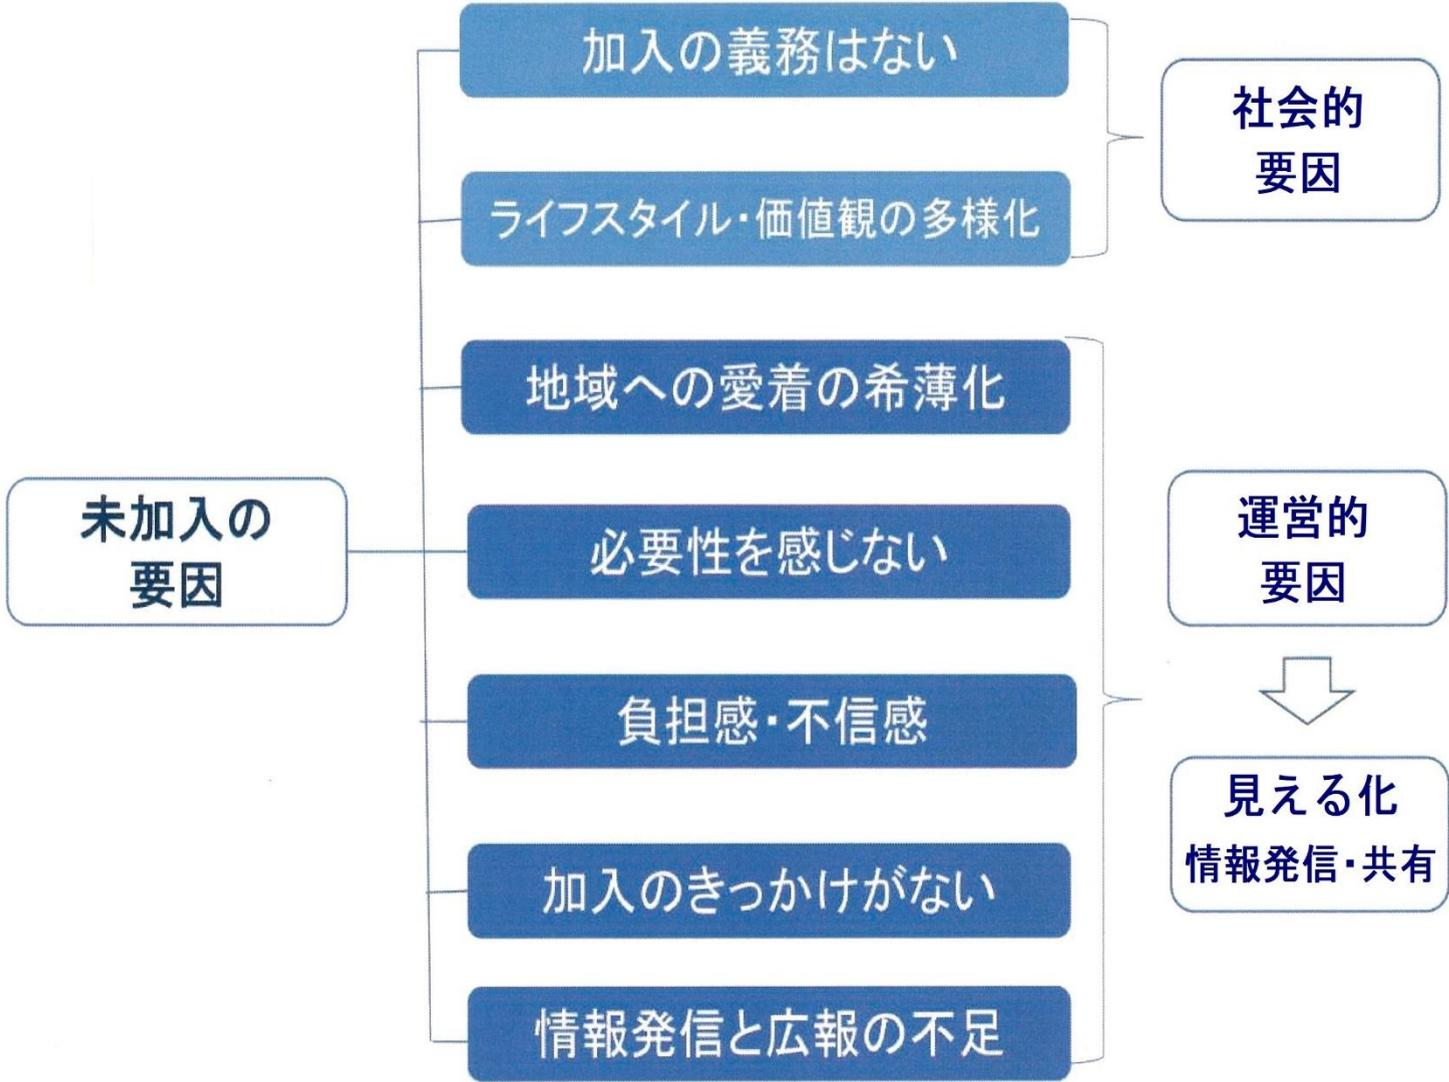 未加入の
要因
加入の義務はない
ライフスタイル・価値観の多様化
地域への愛着の希薄化
必要性を感じない
負担感・不信感
加入のきっかけがない
情報発信と広報の不足
社会的
要因
運営的
要因
見える化
情報発信・共有